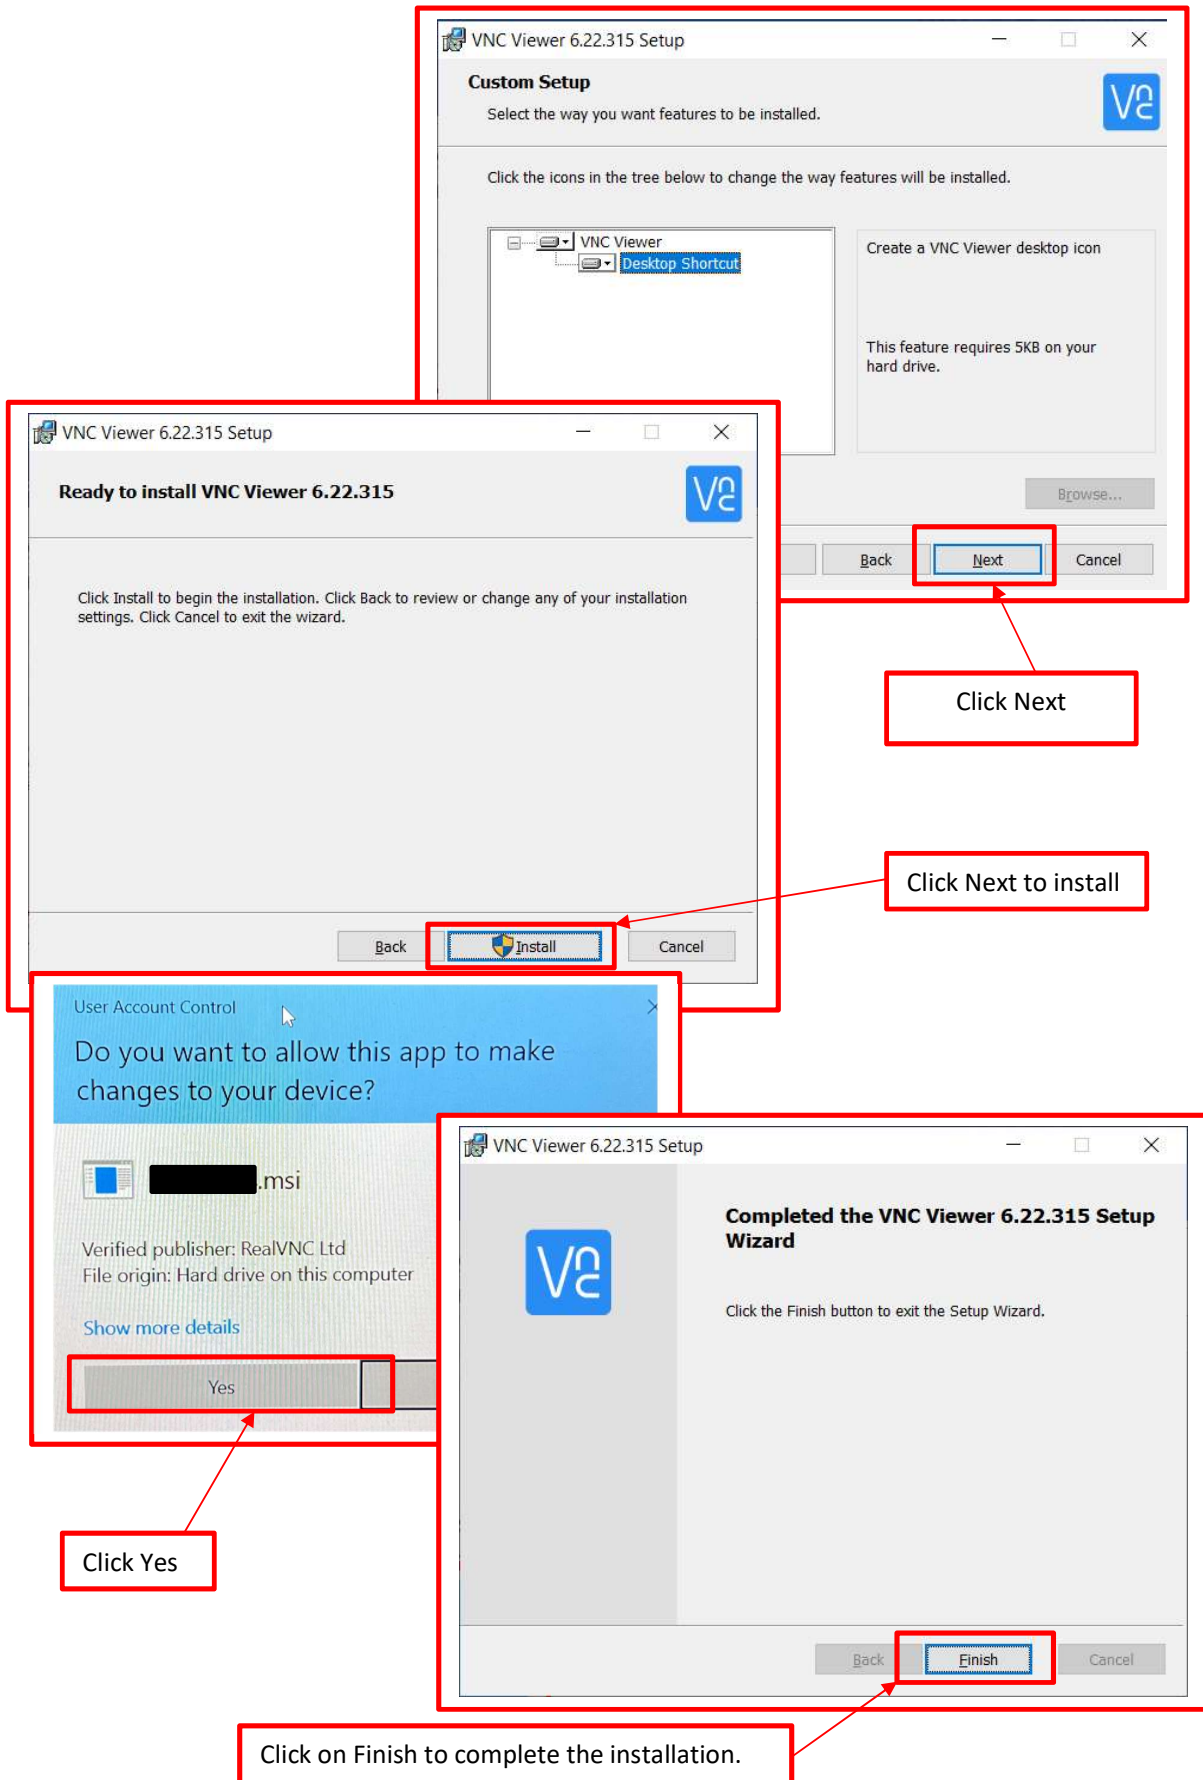 VNC Viewer 6.22.315 Setup
Custom Setup
Select the way you want features to be installed.
Click the icons in the tree below to change the way features will be installed.
VNC Viewer
Desktop Shortcut
Create a VNC Viewer desktop icon
This feature requires 5KB on your
hard drive.
Browse...
Back Next Cancel
Click Next
VNC Viewer 6.22.315 Setup
Ready to install VNC Viewer 6.22.315
Click Install to begin the installation. Click Back to review or change any of your installation
settings. Click Cancel to exit the wizard.
Back Install Cancel
Click Next to install
User Account Control
Do you want to allow this app to make
changes to your device?
.msi
Verified publisher: RealVNC Ltd
File origin: Hard drive on this computer
Show more details
Yes
Click Yes
VNC Viewer 6.22.315 Setup
Completed the VNC Viewer 6.22.315 Setup
Wizard
Click the Finish button to exit the Setup Wizard.
Back Finish Cancel
Click on Finish to complete the installation.